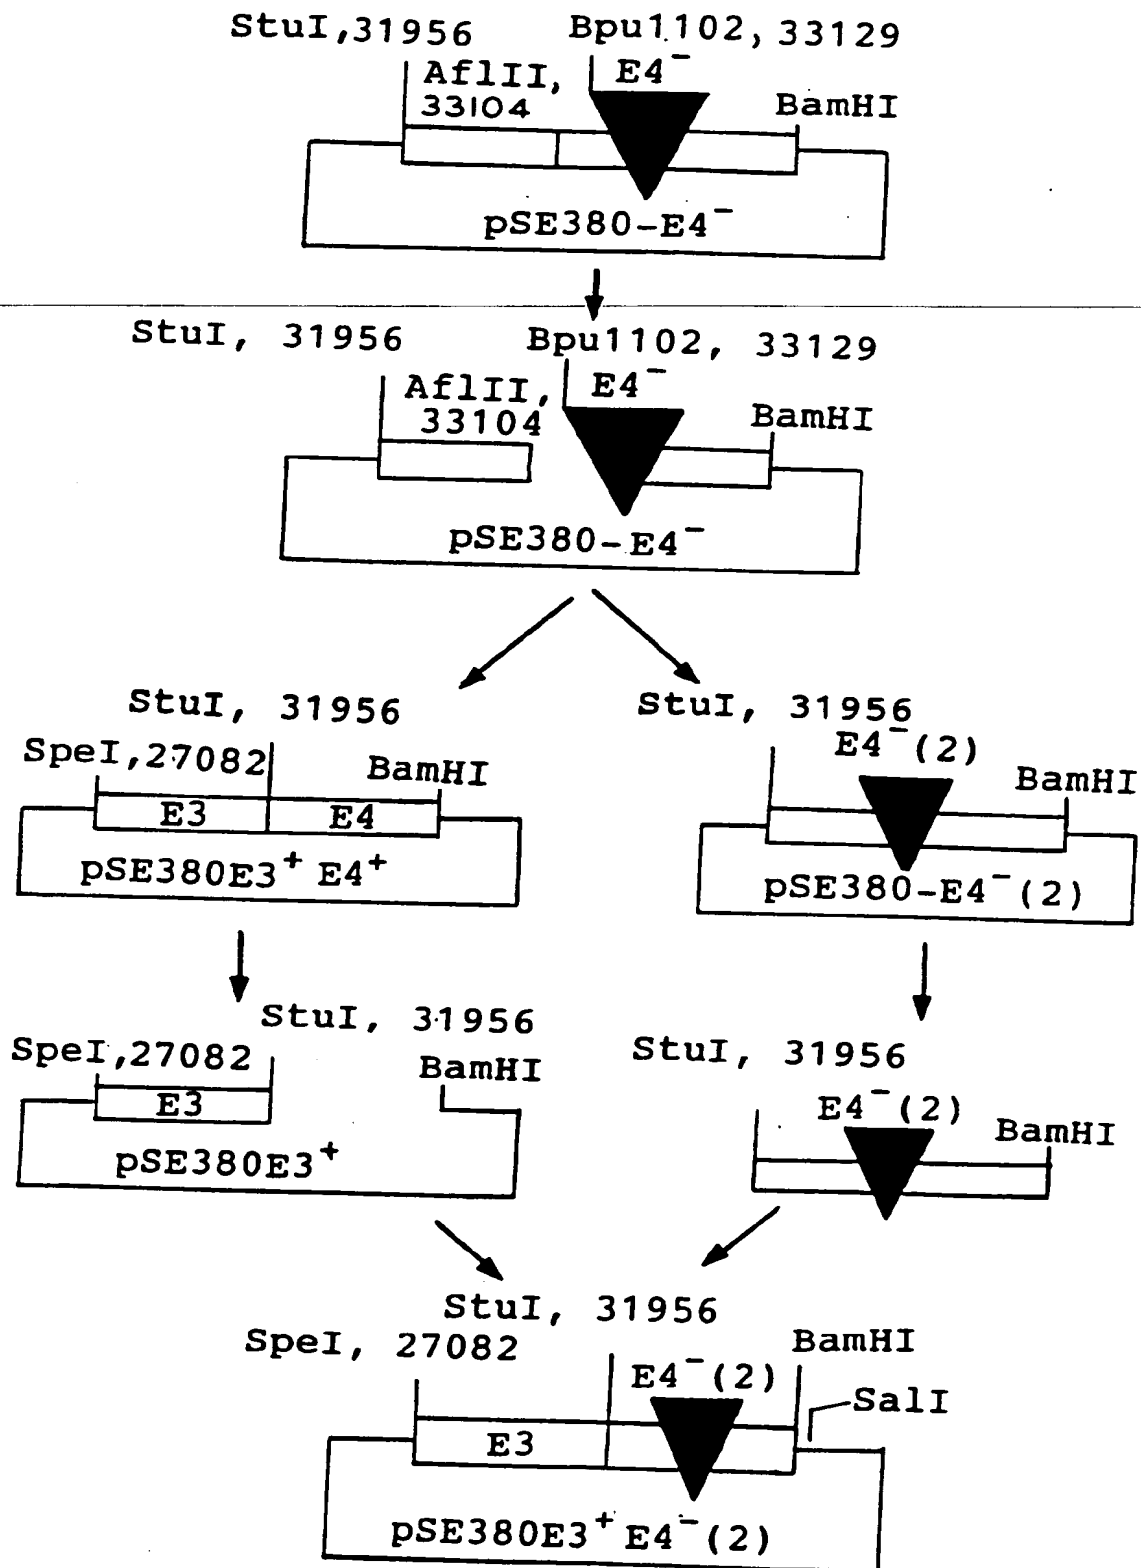 StuI,31956
Bpu1102, 33129
AflII,
33104
E4⁻
BamHI
pSE380-E4⁻
StuI, 31956
Bpu1102, 33129
AflII,
33104
E4⁻
BamHI
pSE380-E4⁻
StuI, 31956
SpeI,27082
BamHI
E3
E4
pSE380E3⁺ E4⁺
StuI, 31956
E4⁻(2)
BamHI
pSE380-E4⁻(2)
StuI, 31956
SpeI,27082
BamHI
E3
pSE380E3⁺
StuI, 31956
E4⁻(2)
BamHI
StuI, 31956
SpeI, 27082
BamHI
E4⁻(2)
SalI
E3
pSE380E3⁺E4⁻(2)